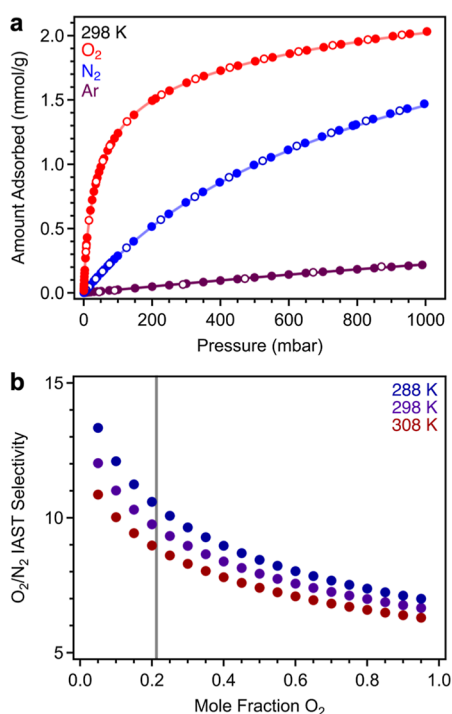 a
298 K
O₂
N₂
Ar
Amount Adsorbed (mmol/g)
2.0
1.5
1.0
0.5
0.0
0 200 400 600 800 1000
Pressure (mbar)
b
288 K
298 K
308 K
O₂/N₂ IAST Selectivity
15
10
5
0.0 0.2 0.4 0.6 0.8 1.0
Mole Fraction O₂